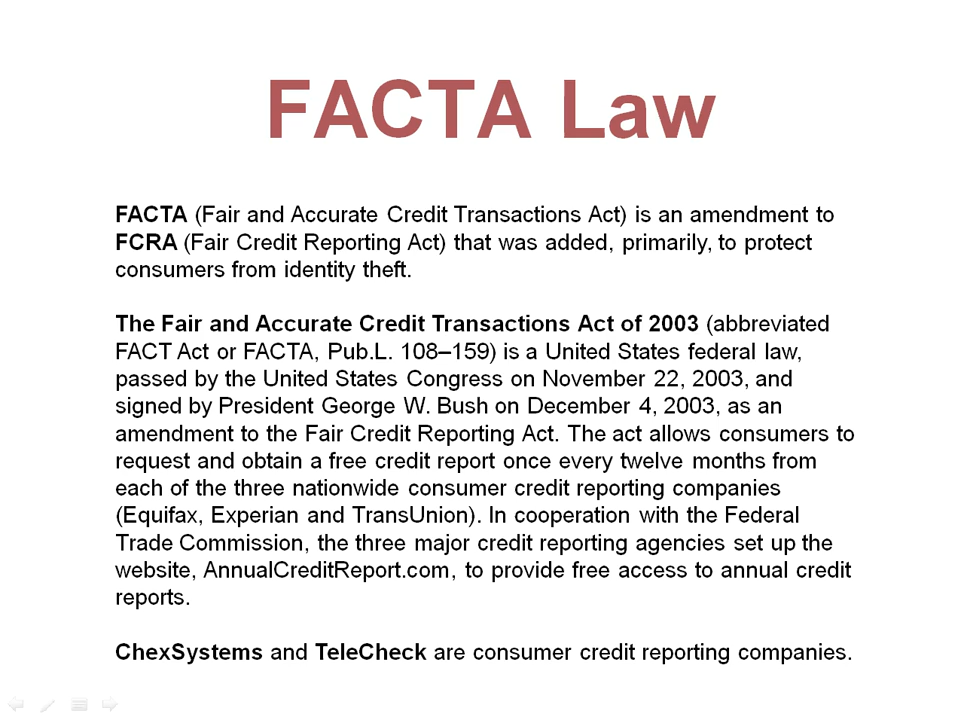 FACTA Law
FACTA (Fair and Accurate Credit Transactions Act) is an amendment to
FCRA (Fair Credit Reporting Act) that was added, primarily, to protect
consumers from identity theft.
The Fair and Accurate Credit Transactions Act of 2003 (abbreviated
FACT Act or FACTA, Pub.L. 108–159) is a United States federal law,
passed by the United States Congress on November 22, 2003, and
signed by President George W. Bush on December 4, 2003, as an
amendment to the Fair Credit Reporting Act. The act allows consumers to
request and obtain a free credit report once every twelve months from
each of the three nationwide consumer credit reporting companies
(Equifax, Experian and TransUnion). In cooperation with the Federal
Trade Commission, the three major credit reporting agencies set up the
website, AnnualCreditReport.com, to provide free access to annual credit
reports.
ChexSystems and TeleCheck are consumer credit reporting companies.